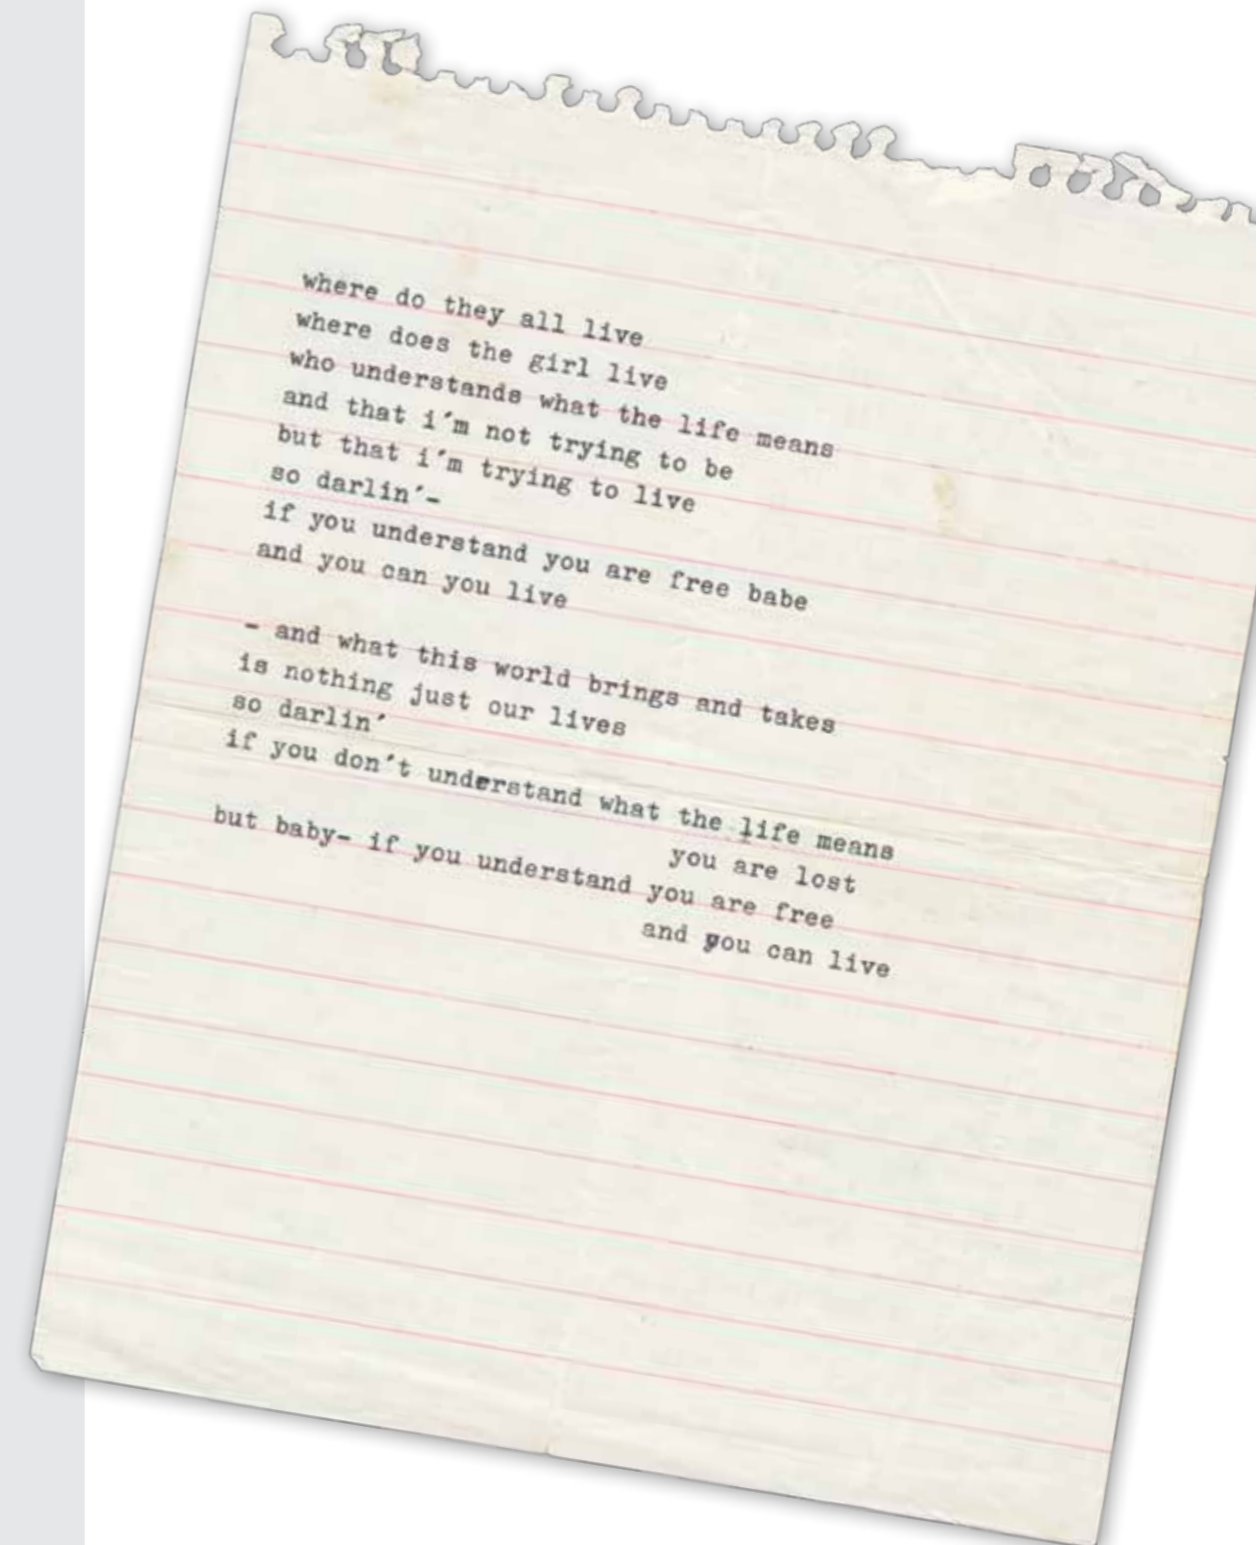 where do they all live
where does the girl live
who understands what the life means
and that i´m not trying to be
but that i´m trying to live
so darlin´-
if you understand you are free babe
and you can you live
- and what this world brings and takes
is nothing just our lives
so darlin´
if you don´t understand what the life means
you are lost
but baby- if you understand you are free
and you can live